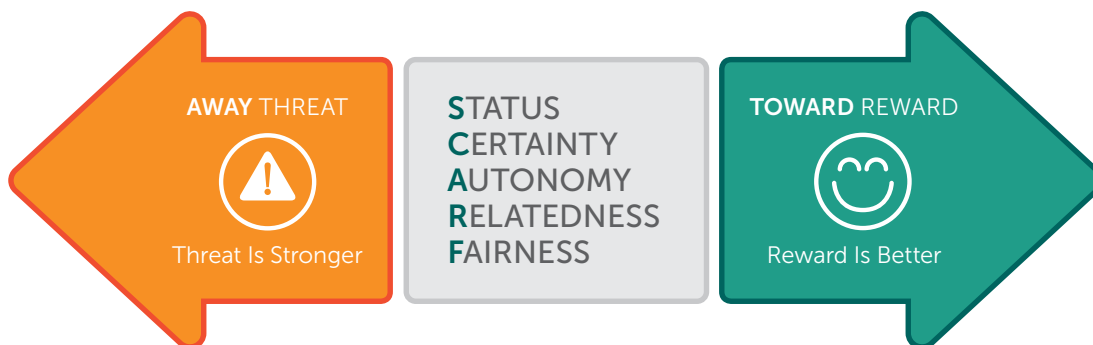 AWAY THREAT
Threat Is Stronger
STATUS
CERTAINTY
AUTONOMY
RELATEDNESS
FAIRNESS
TOWARD REWARD
Reward Is Better